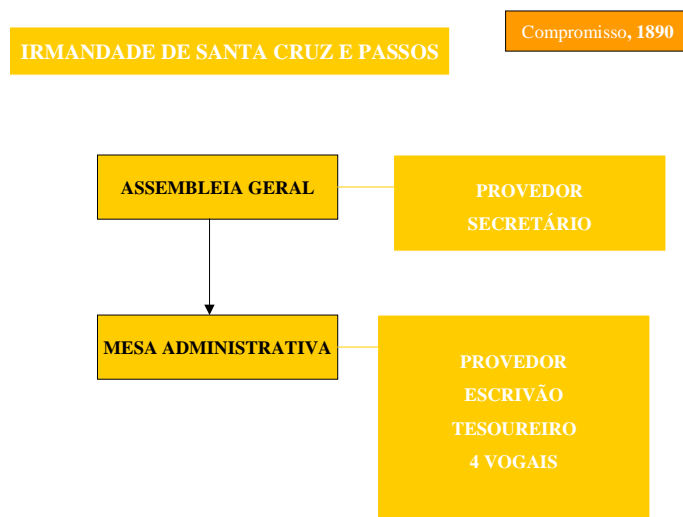 Compromisso, 1890
IRMANDADE DE SANTA CRUZ E PASSOS
ASSEMBLEIA GERAL
PROVEDOR
SECRETÁRIO
MESA ADMINISTRATIVA
PROVEDOR
ESCRIVÃO
TESOUREIRO
4 VOGAIS